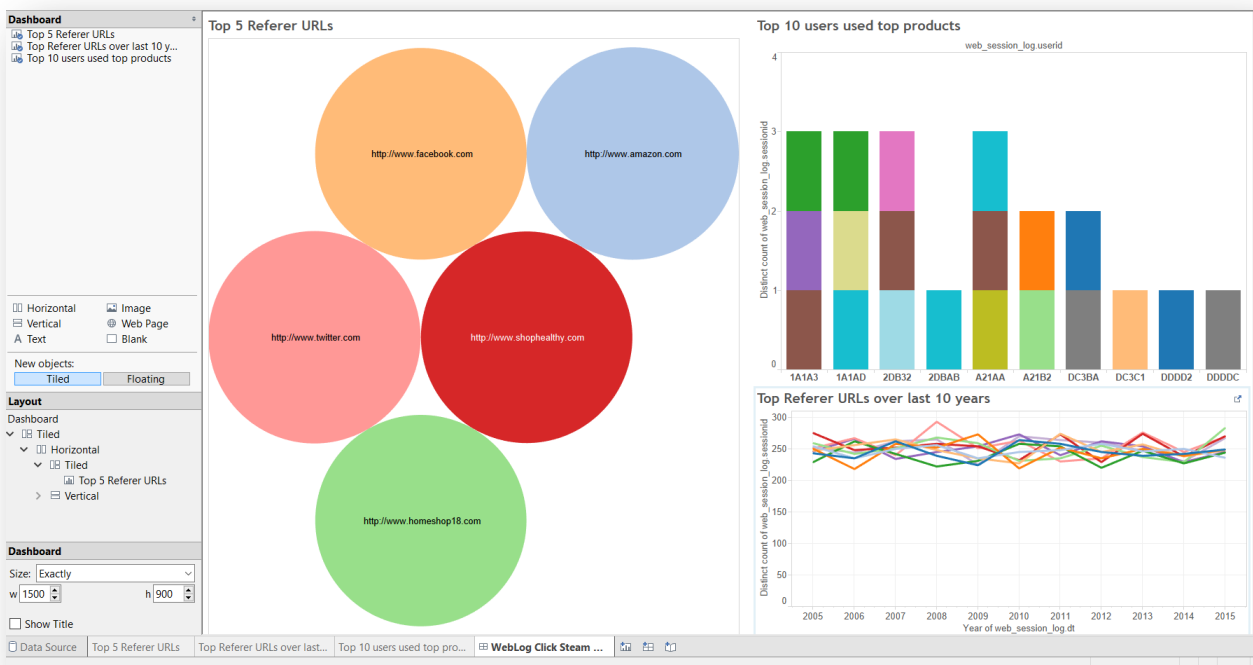 Dashboard
Top 5 Referer URLs
Top Referer URLs over last 10 y...
Top 10 users used top products
Horizontal
Image
Vertical
Web Page
A Text
Blank
New objects:
Tiled
Floating
Layout
Dashboard
Tiled
Horizontal
Tiled
Top 5 Referer URLs
Vertical
Dashboard
Size: Exactly
w 1500
h 900
Show Title
Top 5 Referer URLs
http://www.facebook.com
http://www.amazon.com
http://www.twitter.com
http://www.shophealthy.com
http://www.homeshop18.com
Top 10 users used top products
web_session_log.userid
Distinct count of web_session_log.sessionid
4
3
2
1
0
1A1A3 1A1AD 2DB32 2DBAB A21AA A21B2 DC3BA DC3C1 DDDD2 DDDDC
Top Referer URLs over last 10 years
Distinct count of web_session_log.sessionid
300
250
200
150
100
50
0
2005 2006 2007 2008 2009 2010 2011 2012 2013 2014 2015
Year of web_session_log.dt
Data Source
Top 5 Referer URLs
Top Referer URLs over last...
Top 10 users used top pro...
WebLog Click Steam ...